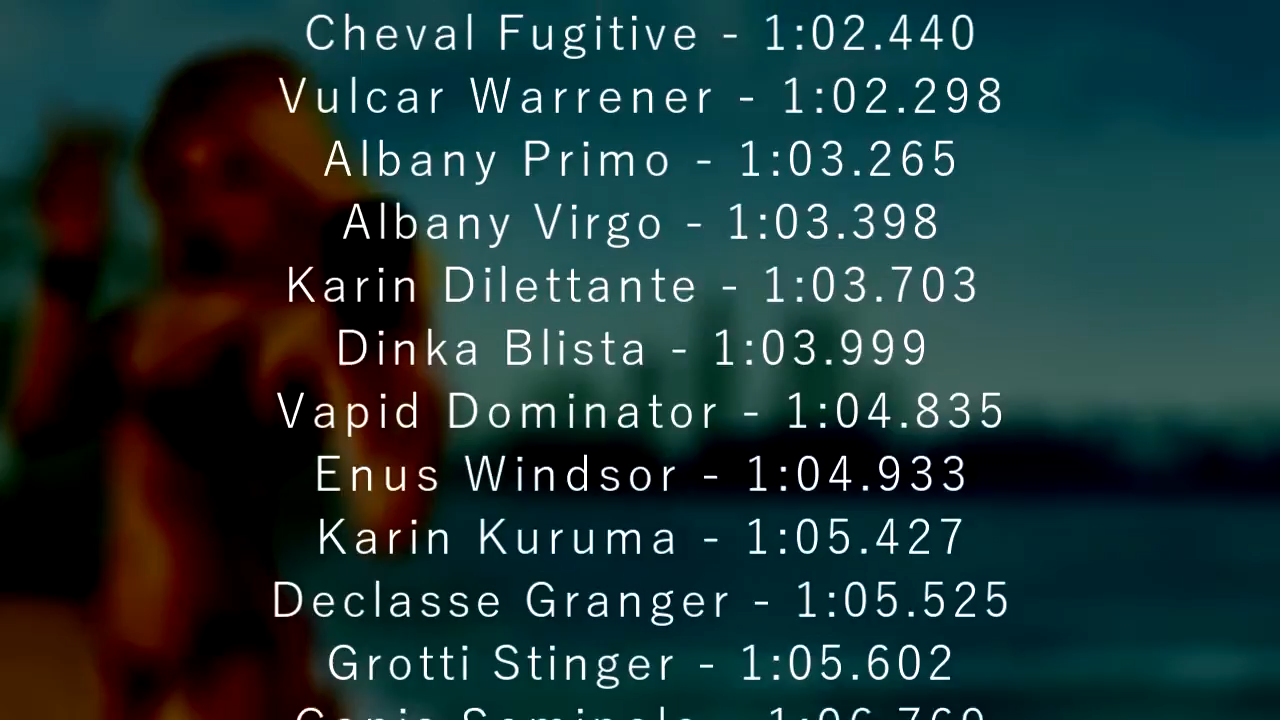 Cheval Fugitive - 1:02.440
Vulcar Warrener - 1:02.298
Albany Primo - 1:03.265
Albany Virgo - 1:03.398
Karin Dilettante - 1:03.703
Dinka Blista - 1:03.999
Vapid Dominator - 1:04.835
Enus Windsor - 1:04.933
Karin Kuruma - 1:05.427
Declasse Granger - 1:05.525
Grotti Stinger - 1:05.602